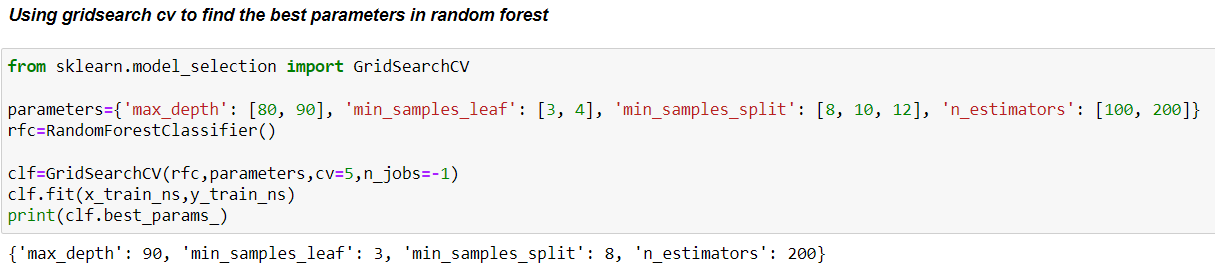 Using gridsearch cv to find the best parameters in random forest
from sklearn.model_selection import GridSearchCV
parameters={'max_depth': [80, 90], 'min_samples_leaf': [3, 4], 'min_samples_split': [8, 10, 12], 'n_estimators': [100, 200]}
rfc=RandomForestClassifier()
clf=GridSearchCV(rfc,parameters,cv=5,n_jobs=-1)
clf.fit(x_train_ns,y_train_ns)
print(clf.best_params_)
{'max_depth': 90, 'min_samples_leaf': 3, 'min_samples_split': 8, 'n_estimators': 200}